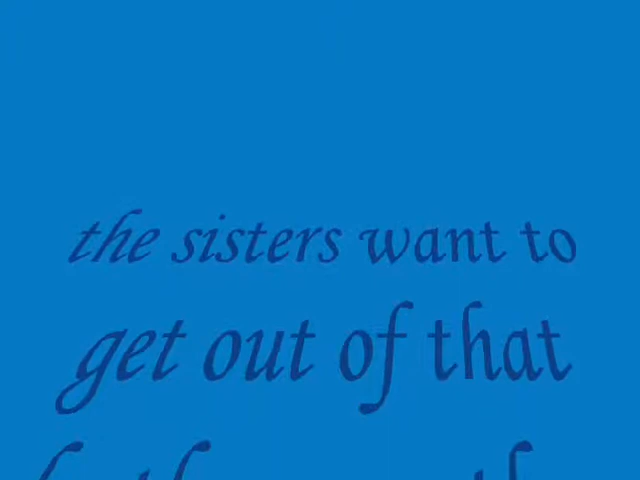 the sisters want to
get out of that